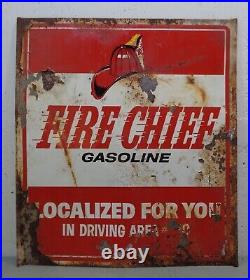 FIRE CHIEF
GASOLINE
LOCALIZED FOR YOU
IN DRIVING AREA